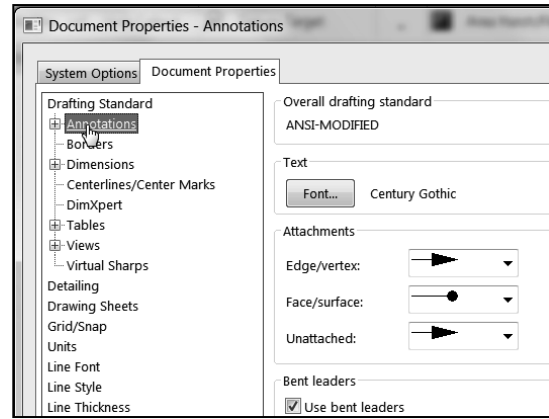 Document Properties - Annotations
System Options
Document Properties
Drafting Standard
Annotations
Borders
Dimensions
Centerlines/Center Marks
DimXpert
Tables
Views
Virtual Sharps
Detailing
Drawing Sheets
Grid/Snap
Units
Line Font
Line Style
Line Thickness
Overall drafting standard
ANSI-MODIFIED
Text
Font... Century Gothic
Attachments
Edge/vertex:
Face/surface:
Unattached:
Bent leaders
Use bent leaders